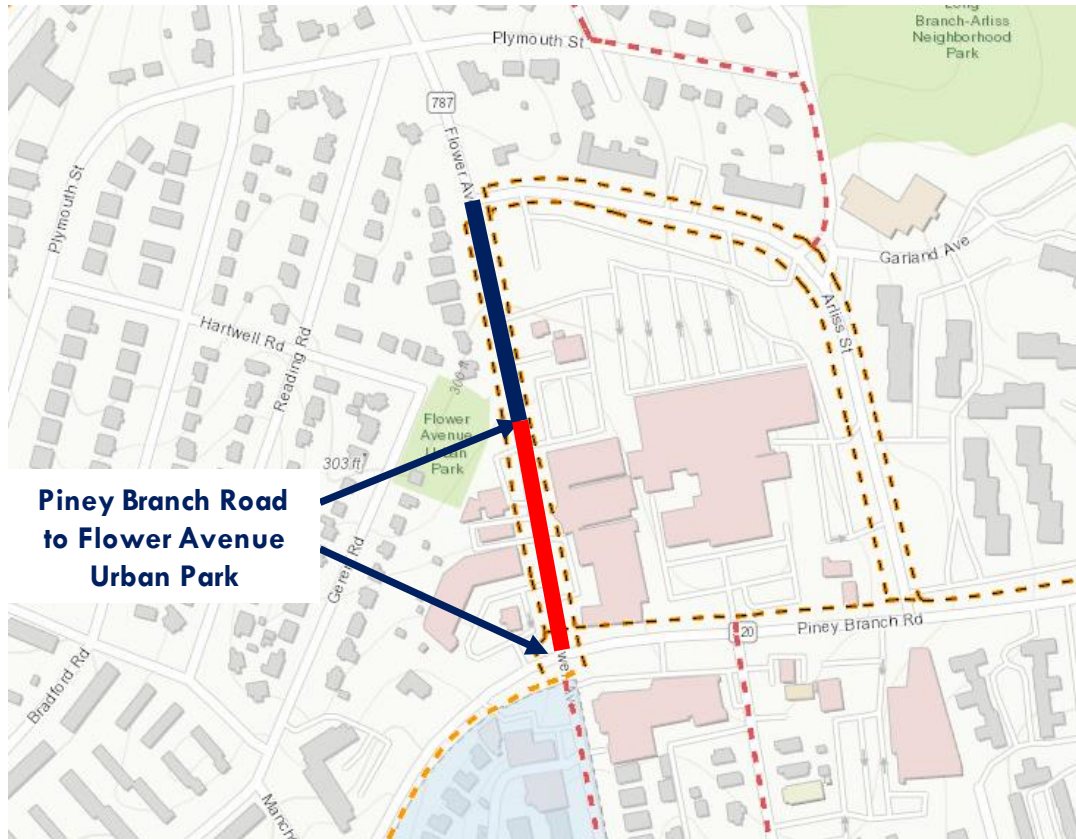 Long
Branch-Arliss
Neighborhood
Park
Plymouth St
787
Flower Av
Plymouth St
Garland Ave
Arliss St
Hartwell Rd
Reading Rd
300 ft
Flower
Avenue
Urban
Park
303 ft
Piney Branch Road
to Flower Avenue
Urban Park
Gerem Rd
20
Piney Branch Rd
Bradford Rd
Manche